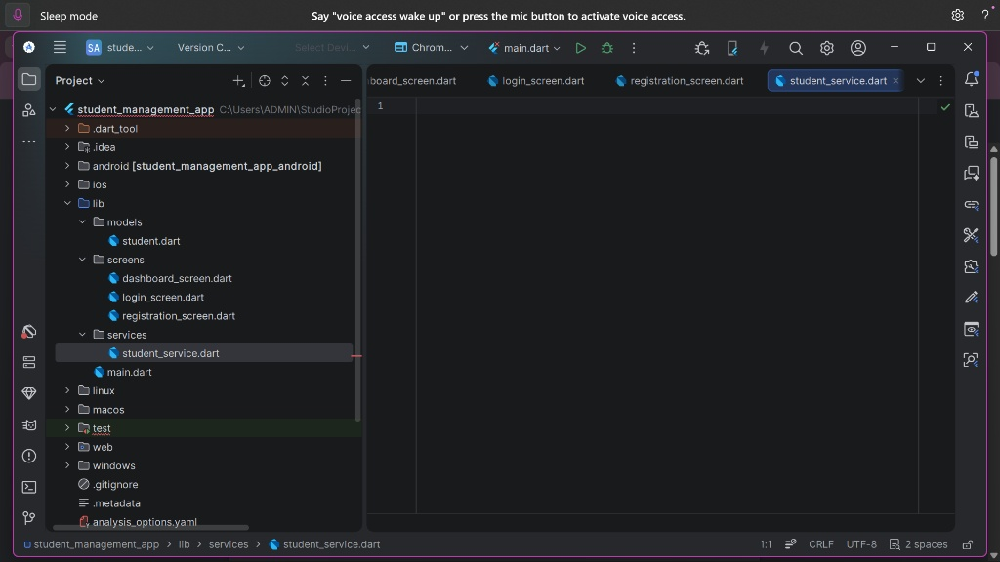 Sleep mode
Say "voice access wake up" or press the mic button to activate voice access.
SA stude... Version C... Select Devi... Chrom... main.dart
Project
board_screen.dart login_screen.dart registration_screen.dart student_service.dart
student_management_app C:\Users\ADMIN\StudioProjec
1
.dart_tool
.idea
android [student_management_app_android]
ios
lib
models
student.dart
screens
dashboard_screen.dart
login_screen.dart
registration_screen.dart
services
student_service.dart
main.dart
linux
macos
test
web
windows
.gitignore
.metadata
analysis_options.yaml
student_management_app > lib > services > student_service.dart 1:1 CRLF UTF-8 2 spaces